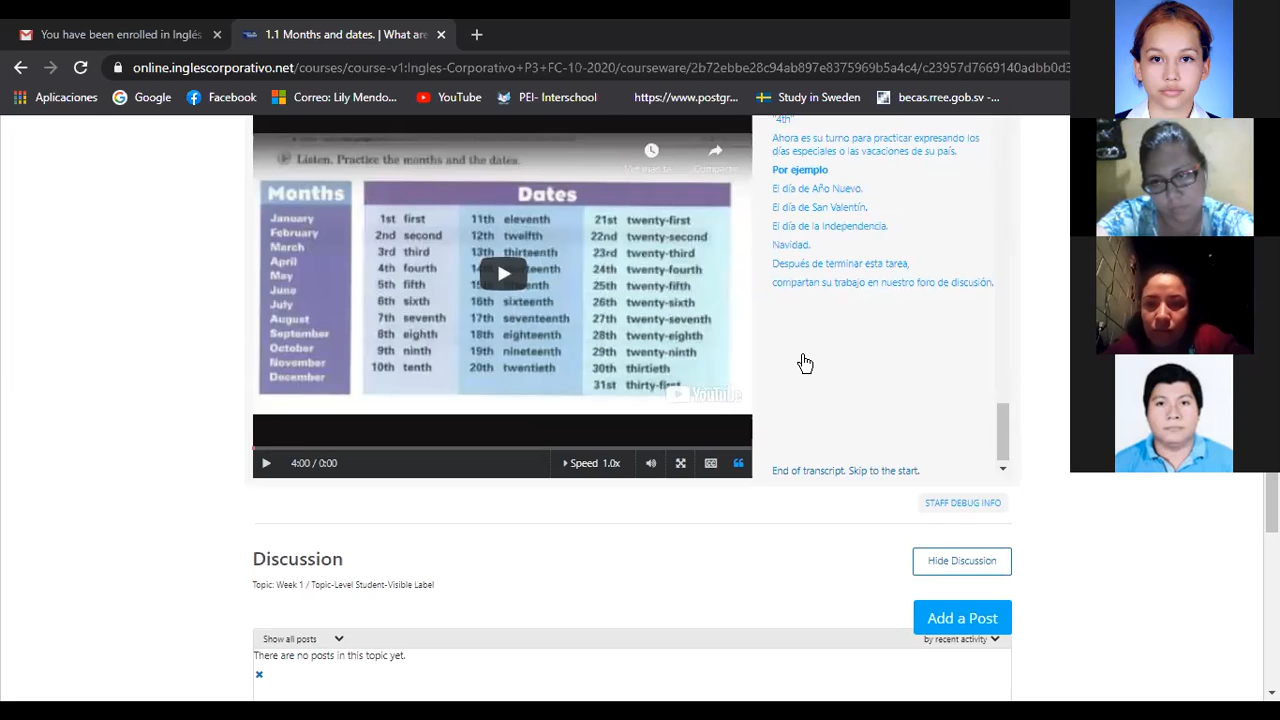 You have been enrolled in Inglés
1.1 Months and dates. | What are
online.inglescorporativo.net/courses/course-v1:Ingles-Corporativo+P3+FC-10-2020/courseware/2b72ebbe28c94ab897e8375969b5a4c4/c23957d7669140adbb0d3
Aplicaciones Google Facebook Correo: Lily Mendo... YouTube PEI- Interschool https://www.postgr... Study in Sweden becas.rree.gob.sv -...
Listen. Practice the months and the dates.
Months
January
February
March
April
May
June
July
August
September
October
November
December
Dates
1st first
2nd second
3rd third
4th fourth
5th fifth
6th sixth
7th seventh
8th eighth
9th ninth
10th tenth
11th eleventh
12th twelfth
13th thirteenth
16th sixteenth
17th seventeenth
18th eighteenth
19th nineteenth
20th twentieth
21st twenty-first
22nd twenty-second
23rd twenty-third
24th twenty-fourth
25th twenty-fifth
26th twenty-sixth
27th twenty-seventh
28th twenty-eighth
29th twenty-ninth
30th thirtieth
31st thirty-first
YouTube
4:00 / 0:00
Speed 1.0x
"4th"
Ahora es su turno para practicar expresando los
días especiales o las vacaciones de su país.
Por ejemplo
El día de Año Nuevo.
El día de San Valentín.
El día de la Independencia.
Navidad.
Después de terminar esta tarea,
compartan su trabajo en nuestro foro de discusión.
End of transcript. Skip to the start.
STAFF DEBUG INFO
Discussion
Hide Discussion
Topic: Week 1 / Topic-Level Student-Visible Label
Add a Post
Show all posts
by recent activity
There are no posts in this topic yet.